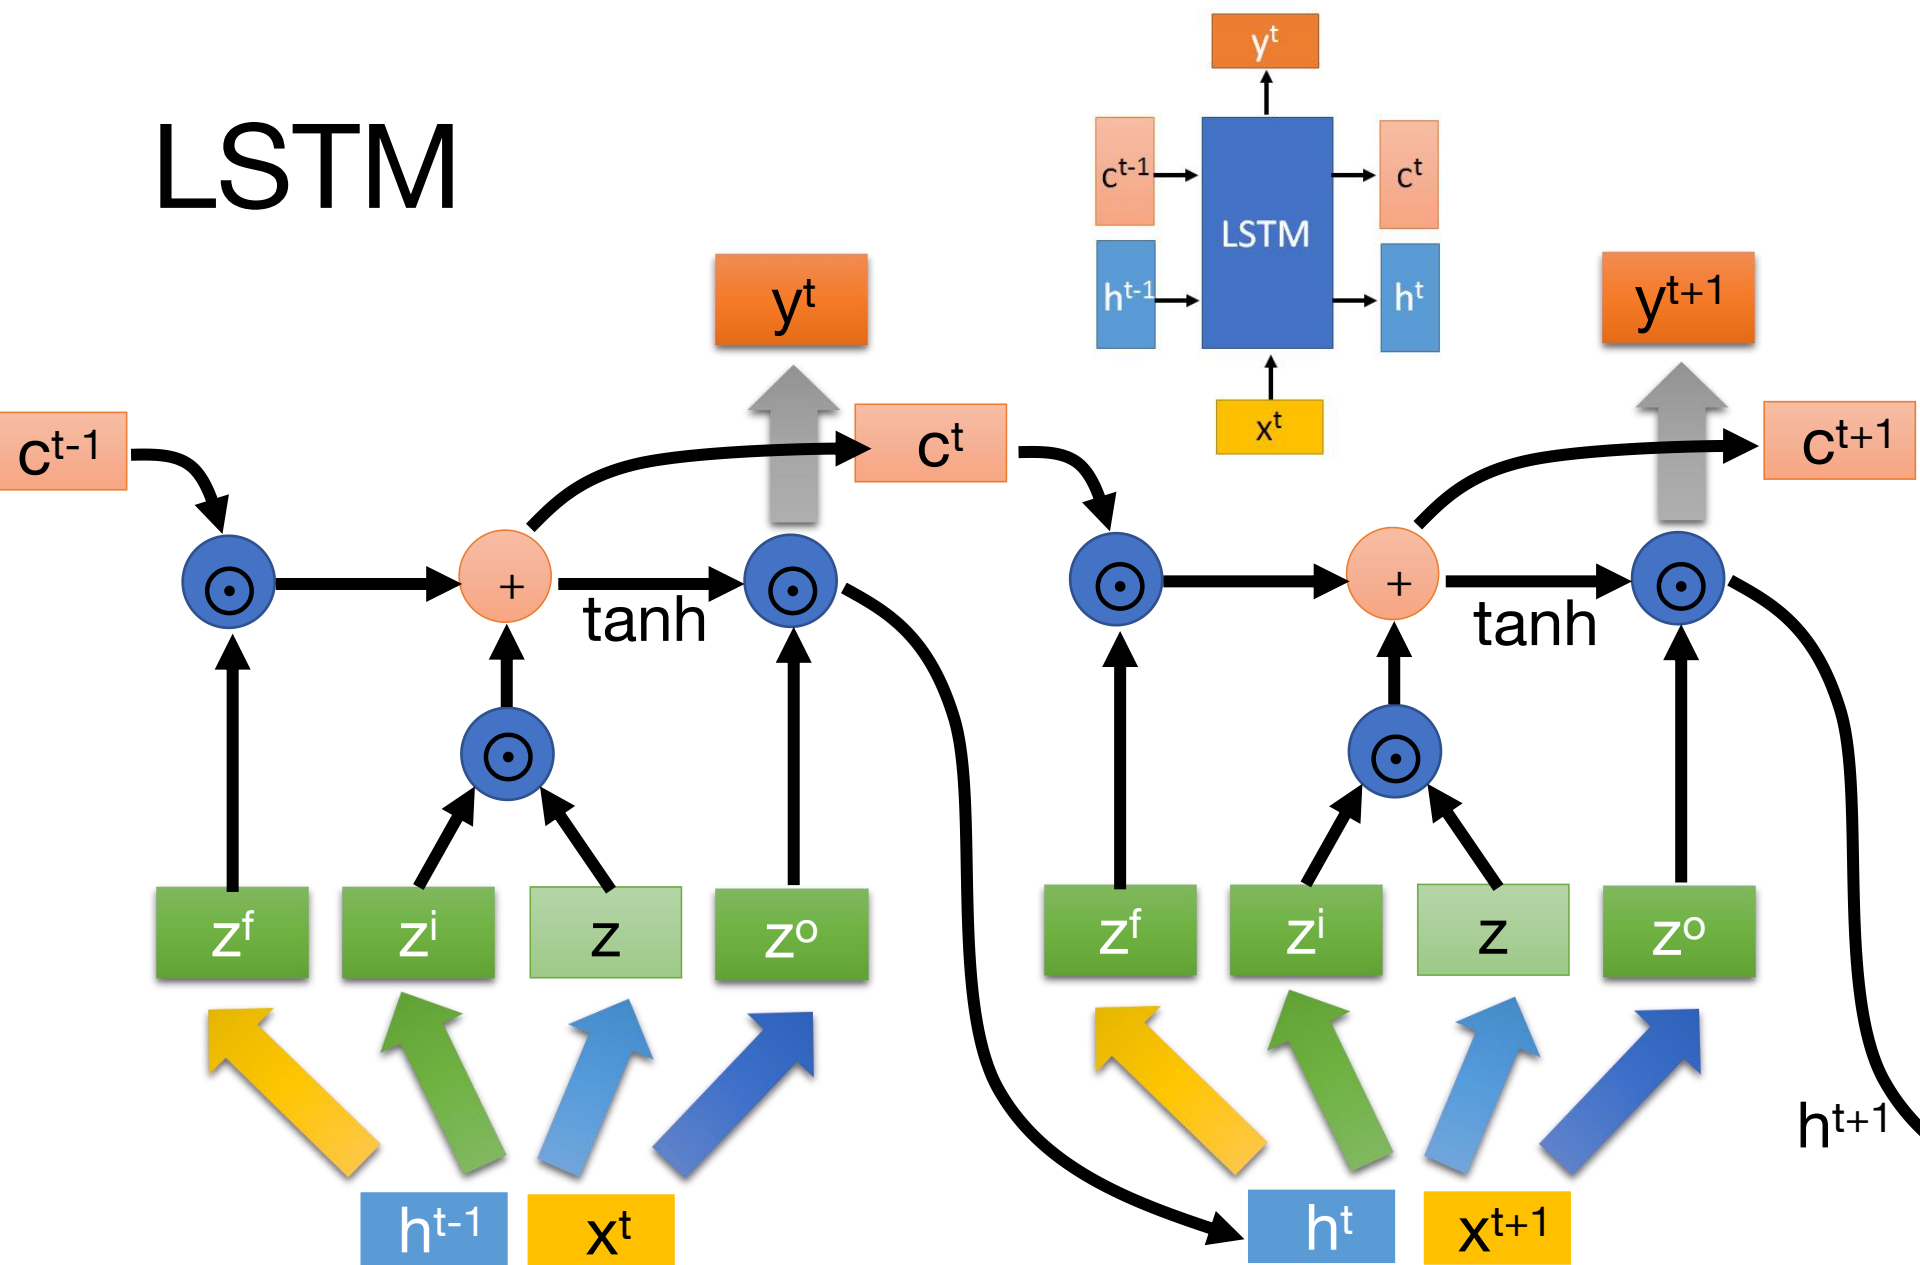 LSTM
yᵗ
cᵗ⁻¹
LSTM
cᵗ
hᵗ⁻¹
hᵗ
xᵗ
yᵗ
yᵗ⁺¹
cᵗ⁻¹
cᵗ
cᵗ⁺¹
⊙ + tanh ⊙
⊙ + tanh ⊙
⊙
⊙
zᶠ zⁱ z zᵒ
zᶠ zⁱ z zᵒ
hᵗ⁺¹
hᵗ⁻¹ xᵗ
hᵗ xᵗ⁺¹